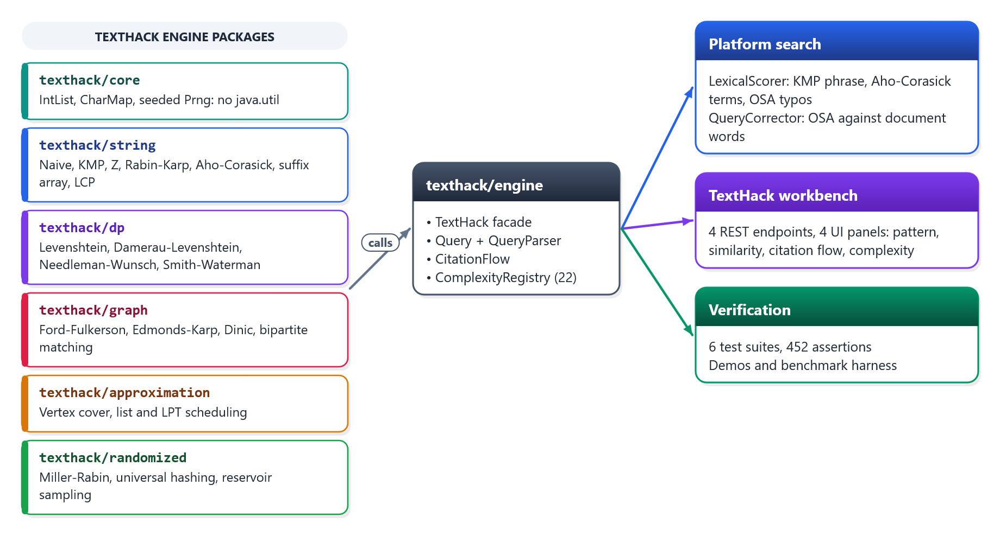 TEXTHACK ENGINE PACKAGES
texthack/core
IntList, CharMap, seeded Prng: no java.util
texthack/string
Naive, KMP, Z, Rabin-Karp, Aho-Corasick, suffix
array, LCP
texthack/dp
Levenshtein, Damerau-Levenshtein,
Needleman-Wunsch, Smith-Waterman
texthack/graph
Ford-Fulkerson, Edmonds-Karp, Dinic, bipartite
matching
texthack/approximation
Vertex cover, list and LPT scheduling
texthack/randomized
Miller-Rabin, universal hashing, reservoir
sampling
calls
texthack/engine
• TextHack facade
• Query + QueryParser
• CitationFlow
• ComplexityRegistry (22)
Platform search
LexicalScorer: KMP phrase, Aho-Corasick
terms, OSA typos
QueryCorrector: OSA against document
words
TextHack workbench
4 REST endpoints, 4 UI panels: pattern,
similarity, citation flow, complexity
Verification
6 test suites, 452 assertions
Demos and benchmark harness